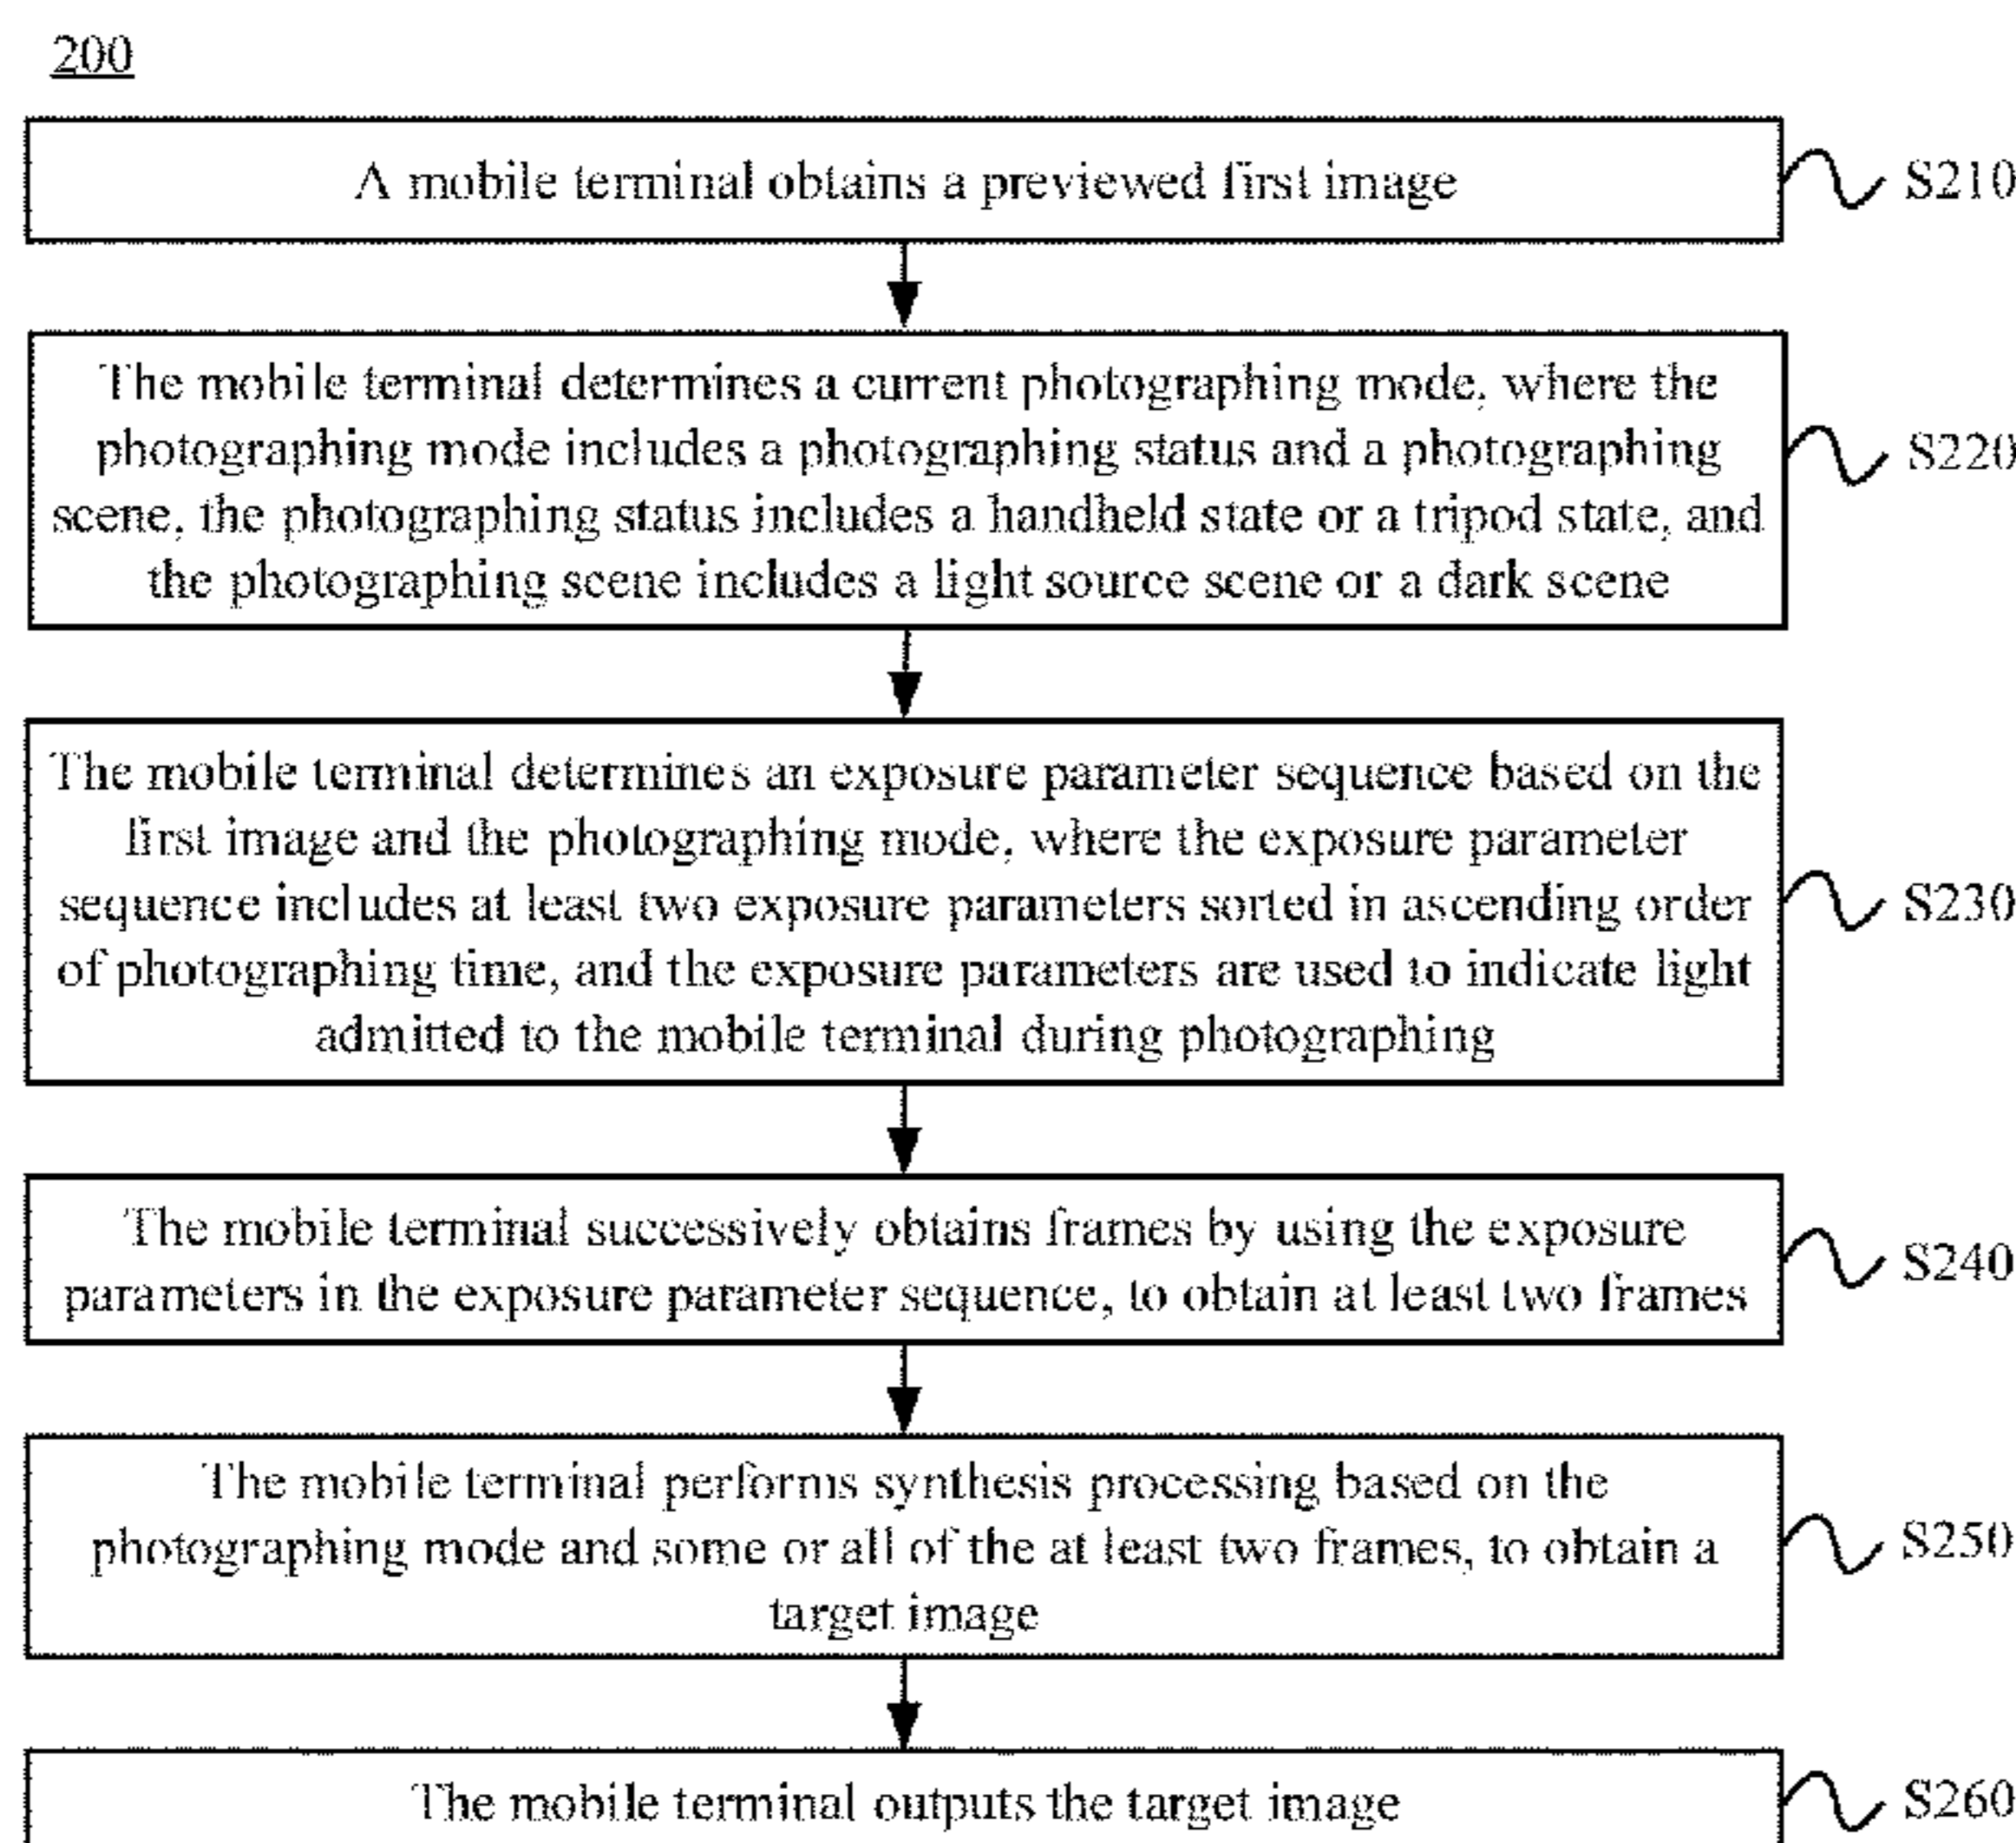 200
A mobile terminal obtains a previewed first image
S210
The mobile terminal determines a current photographing mode, where the
photographing mode includes a photographing status and a photographing
scene, the photographing status includes a handheld state or a tripod state, and
the photographing scene includes a light source scene or a dark scene
S220
The mobile terminal determines an exposure parameter sequence based on the
first image and the photographing mode, where the exposure parameter
sequence includes at least two exposure parameters sorted in ascending order
of photographing time, and the exposure parameters are used to indicate light
admitted to the mobile terminal during photographing
S230
The mobile terminal successively obtains frames by using the exposure
parameters in the exposure parameter sequence, to obtain at least two frames
S240
The mobile terminal performs synthesis processing based on the
photographing mode and some or all of the at least two frames, to obtain a
target image
S250
The mobile terminal outputs the target image
S260